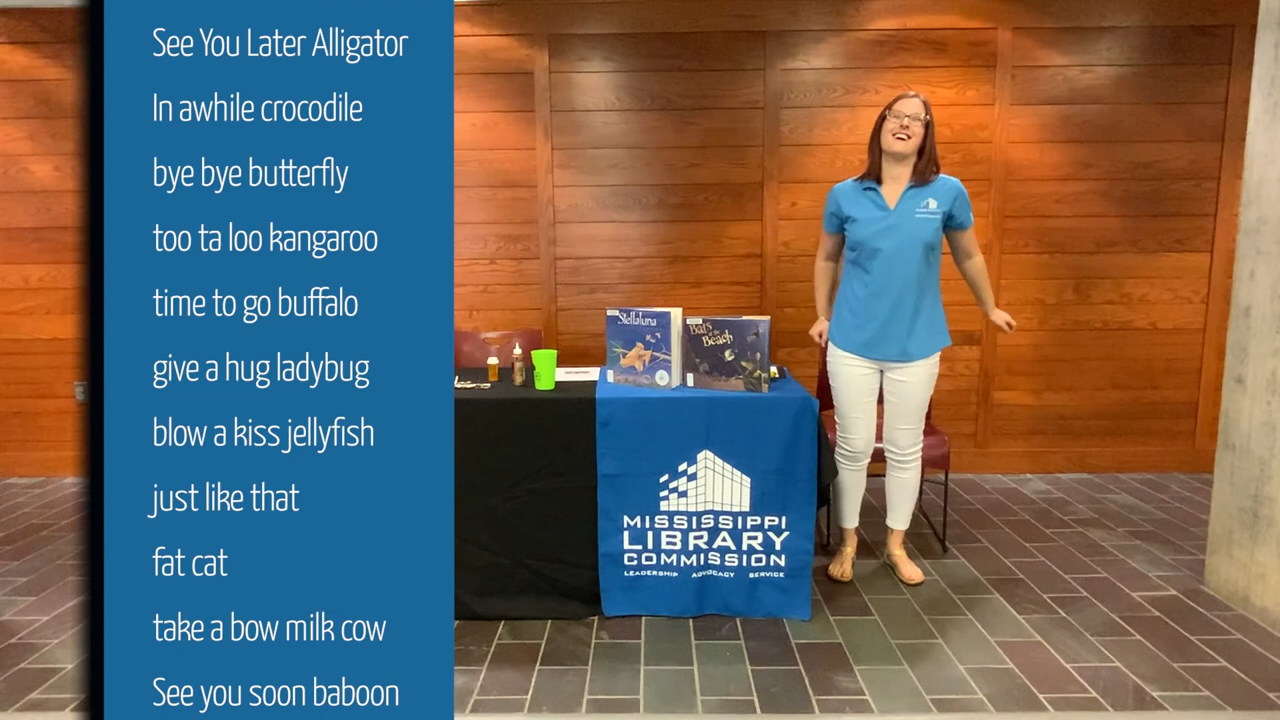 See You Later Alligator
In awhile crocodile
bye bye butterfly
too ta loo kangaroo
time to go buffalo
give a hug ladybug
blow a kiss jellyfish
just like that
fat cat
take a bow milk cow
See you soon baboon
Stellaluna
Bats at the
Beach
MISSISSIPPI
LIBRARY
COMMISSION
LEADERSHIP ADVOCACY SERVICE